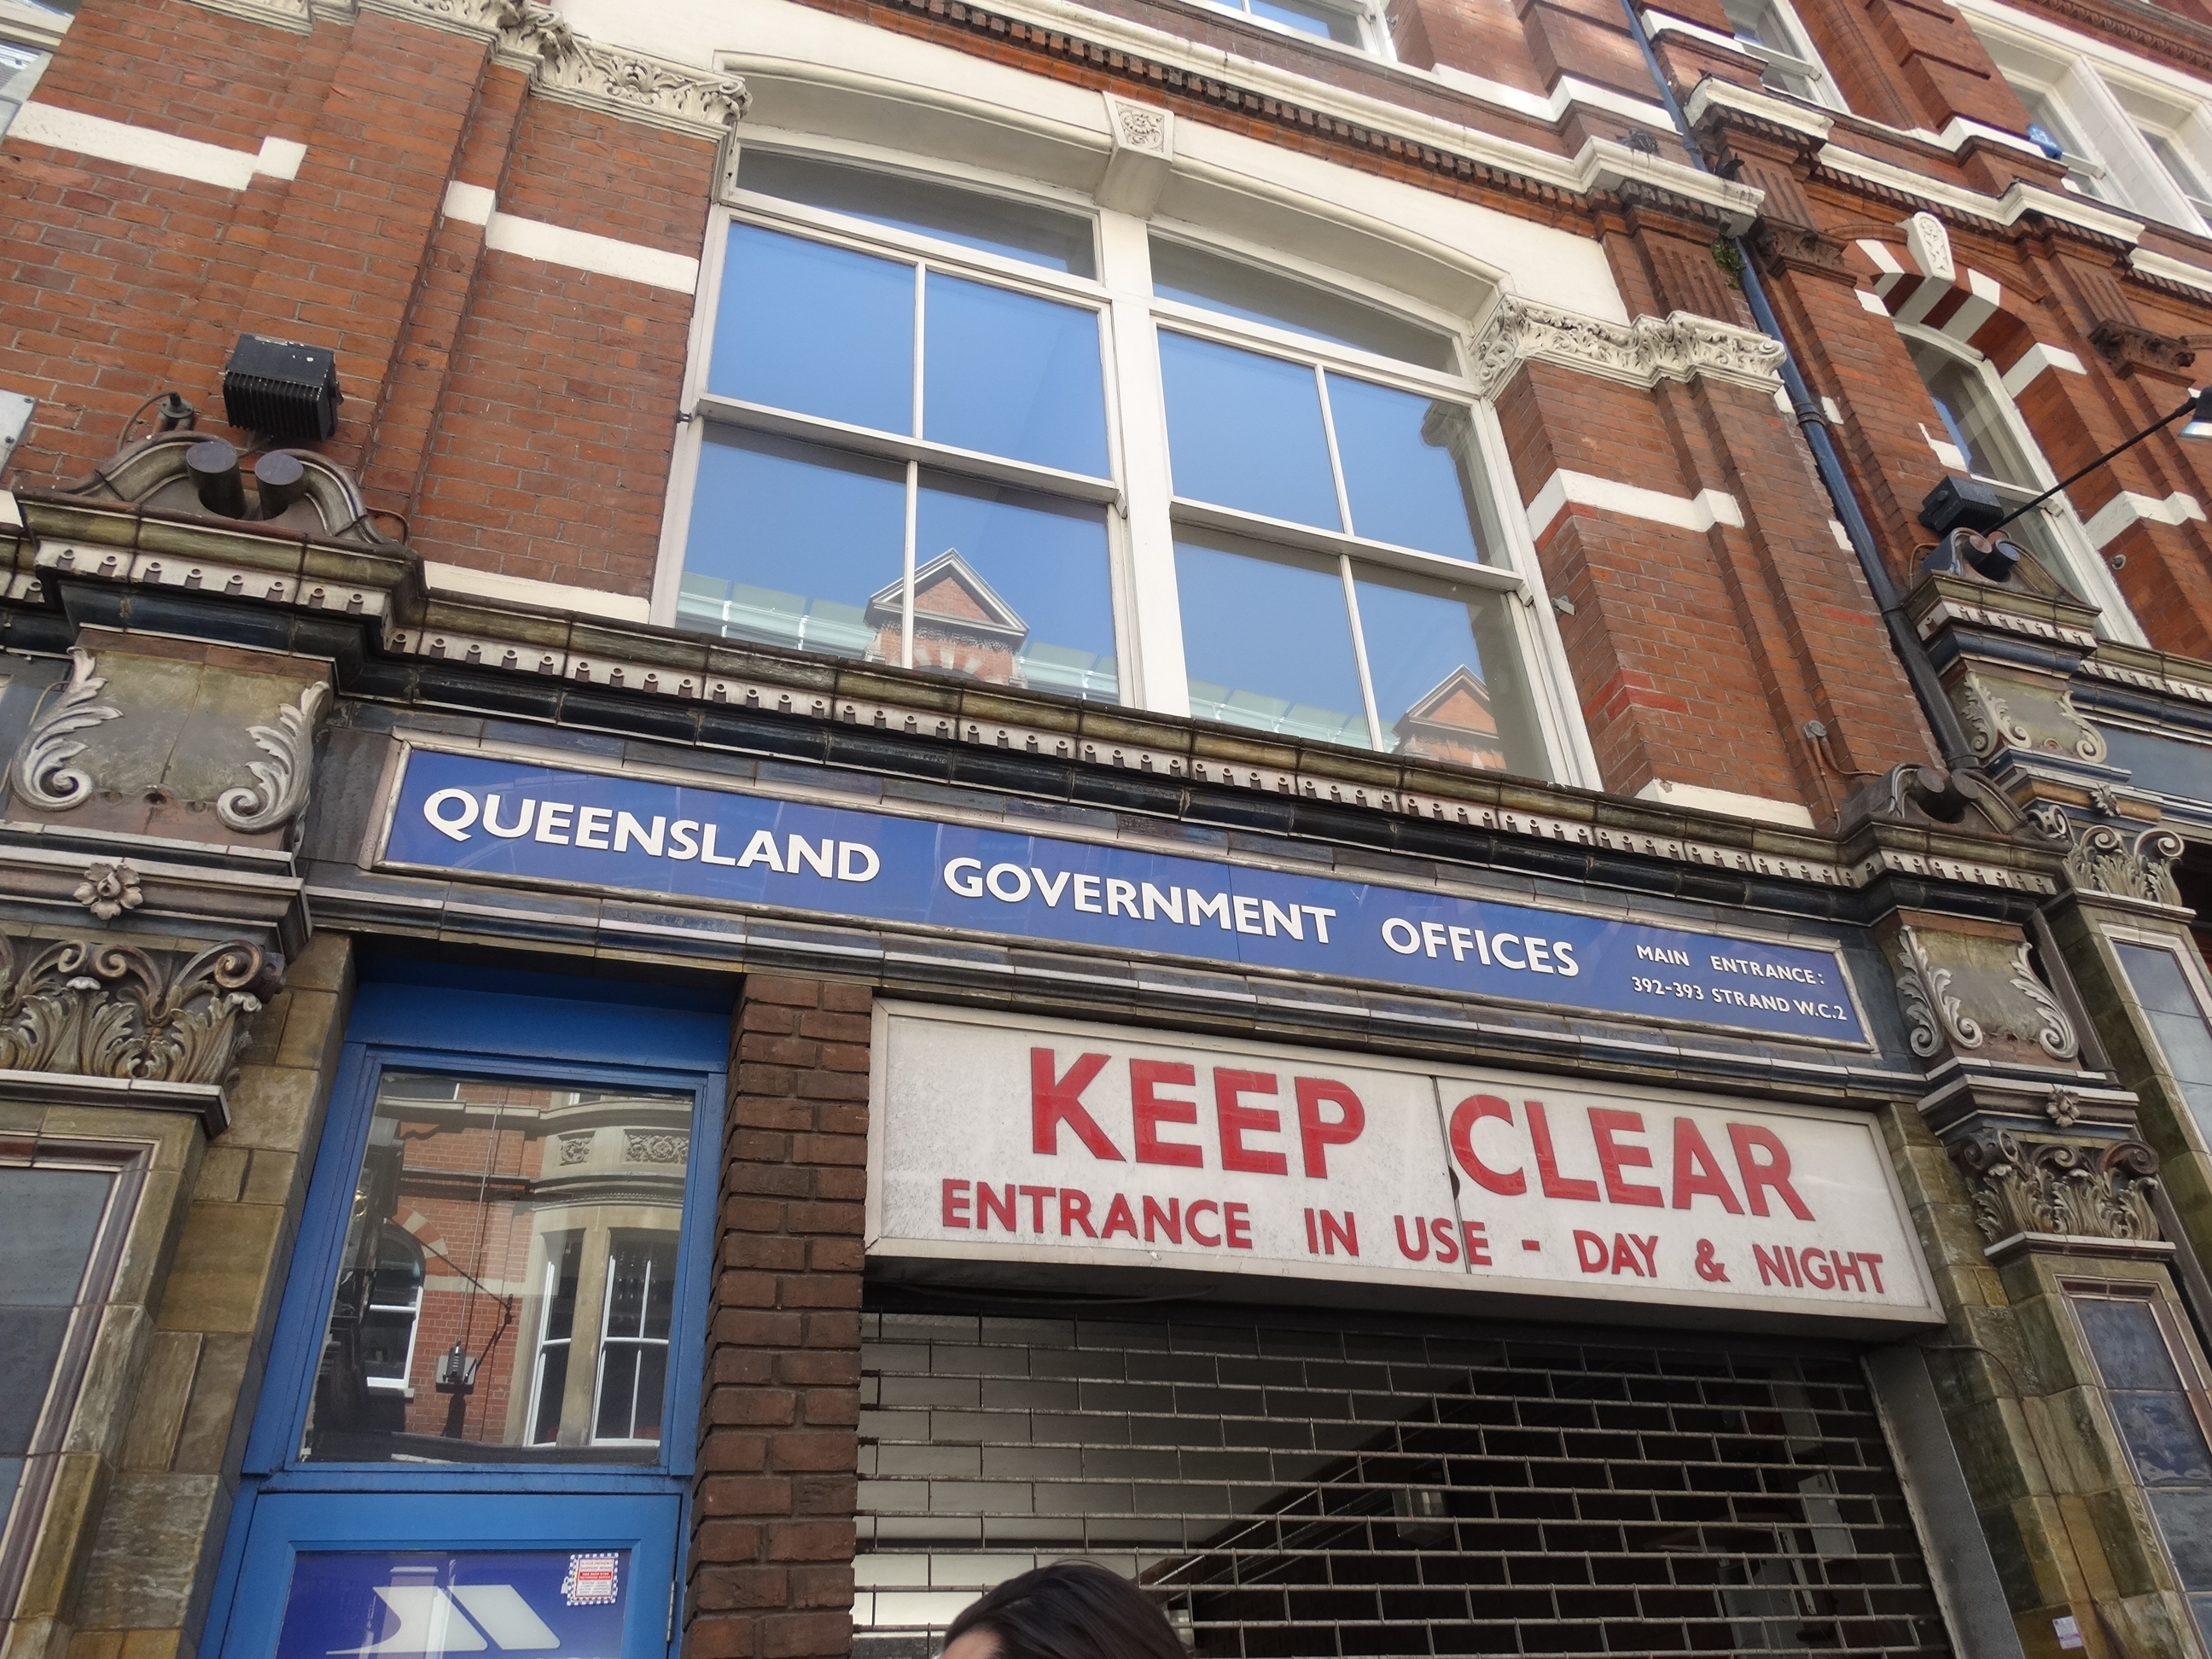 QUEENSLAND GOVERNMENT OFFICES
MAIN ENTRANCE:
392-393 STRAND W.C.2
KEEP CLEAR
ENTRANCE IN USE - DAY & NIGHT